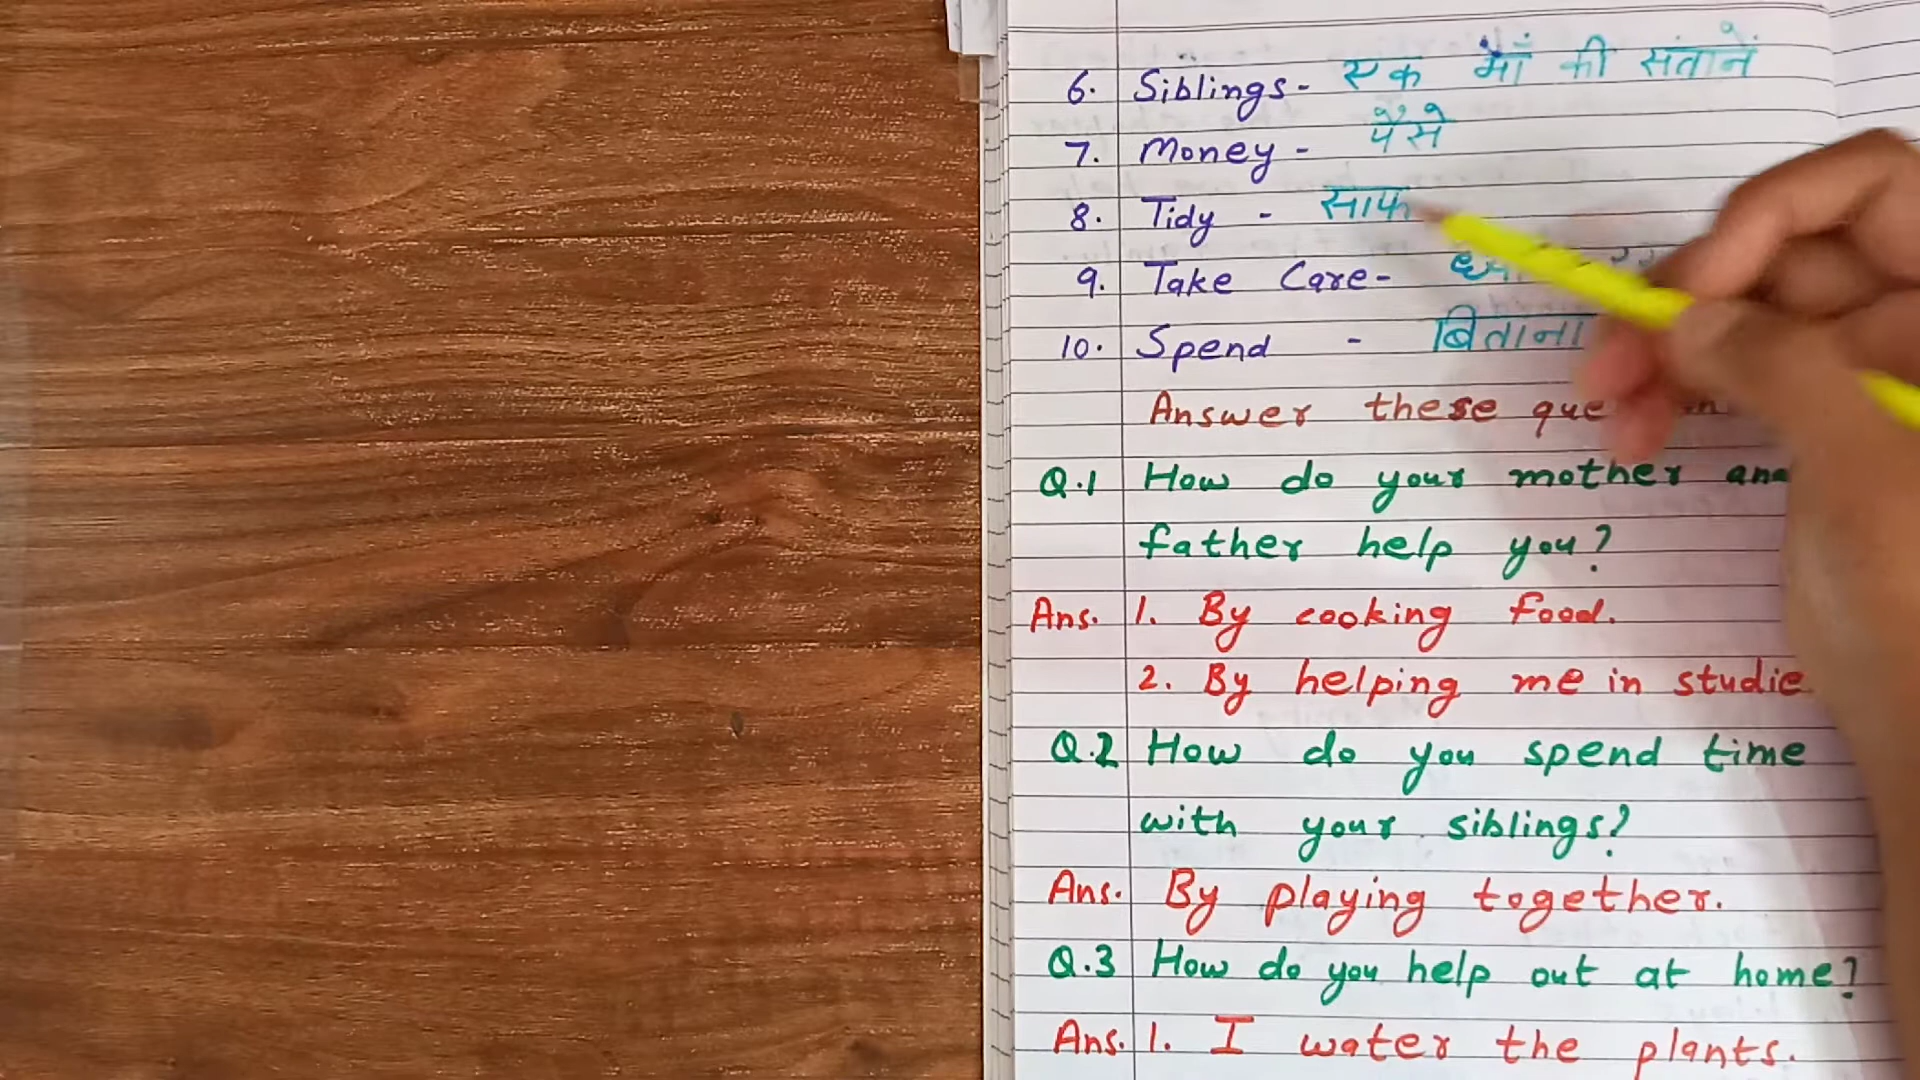 6. Siblings - एक माँ की संतानें
7. Money - पैसे
8. Tidy - साफ
9. Take Care -
10. Spend - बिताना
Answer these
Q.1 How do your mother and
father help you?
Ans. 1. By cooking food.
2. By helping me in studie
Q.2 How do you spend time
with your siblings?
Ans. By playing together.
Q.3 How do you help out at home?
Ans. 1. I water the plants.